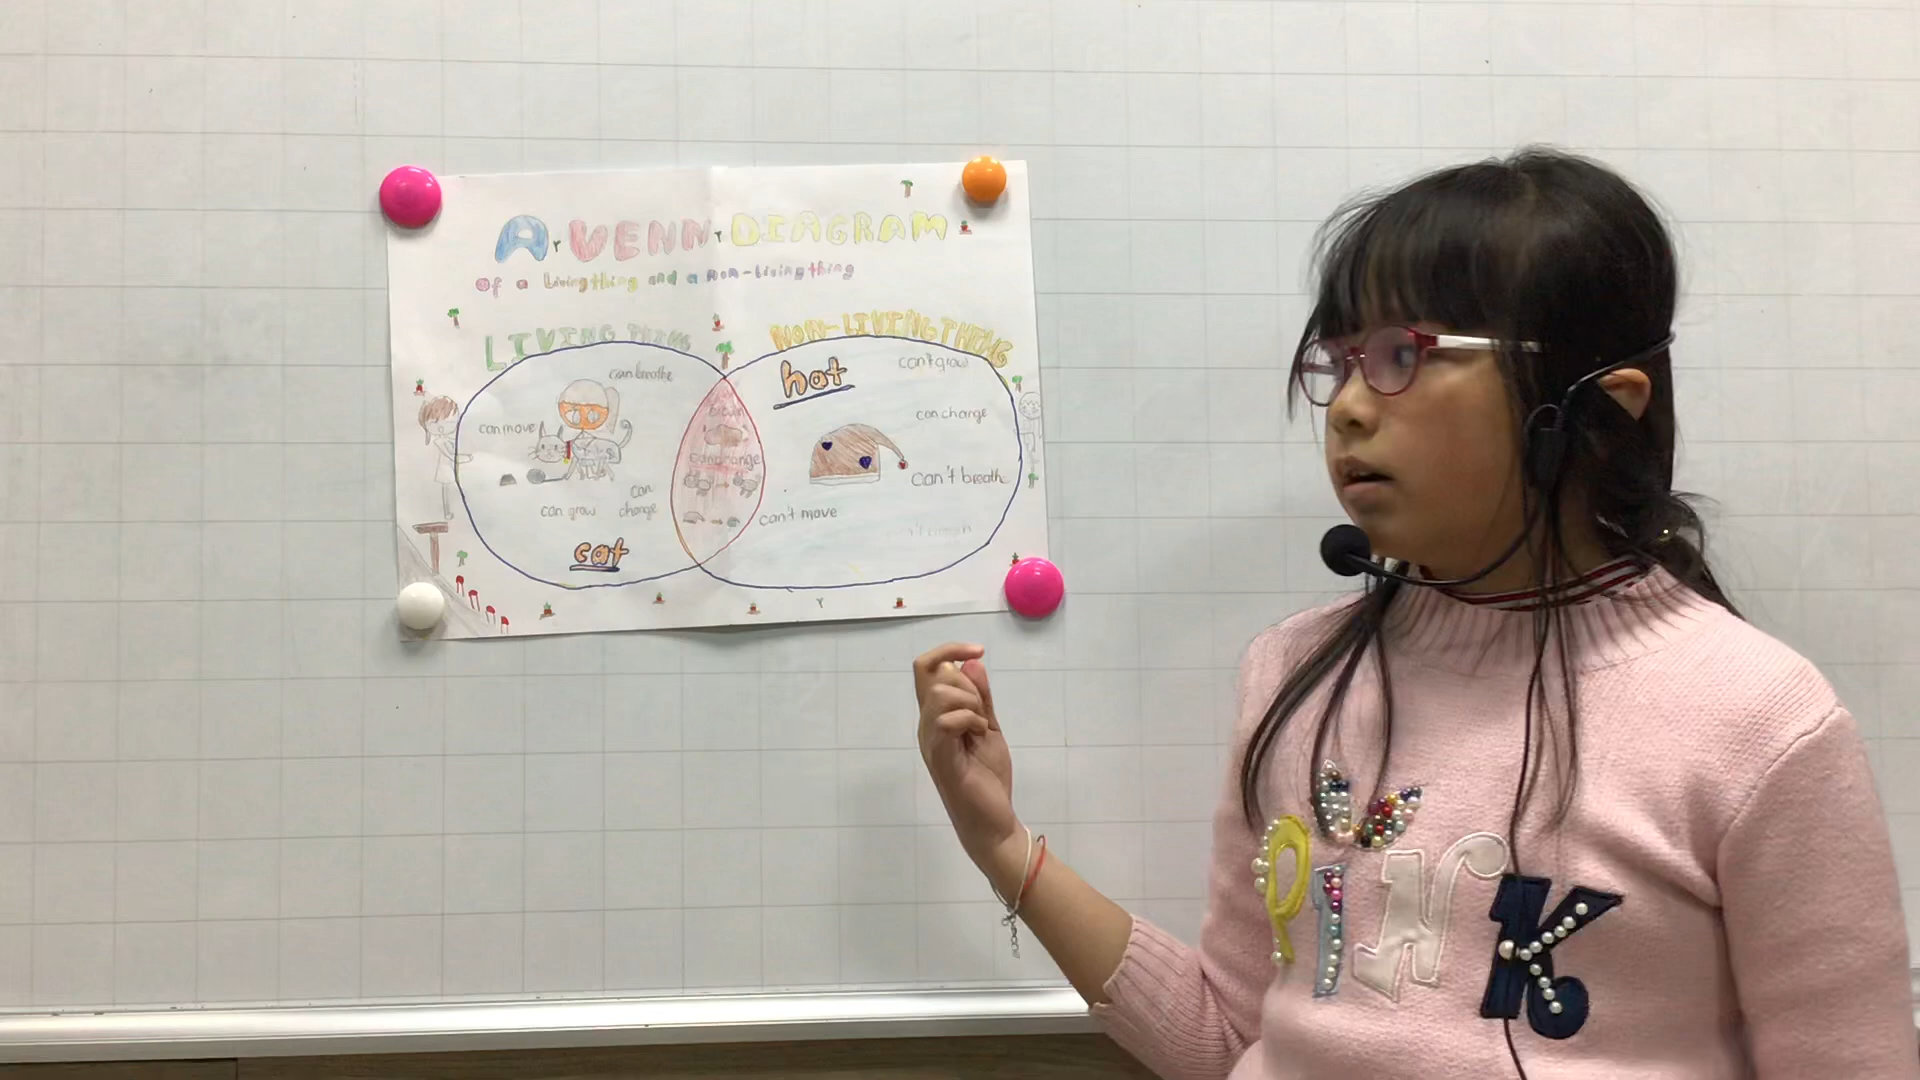 A VENN DIAGRAM
of a Living thing and a non-living thing
LIVING THING
NON-LIVING THING
can breathe
can move
can grow
can change
cat
brown
can change
hat
can't grow
can change
can't breath
can't move
PINK